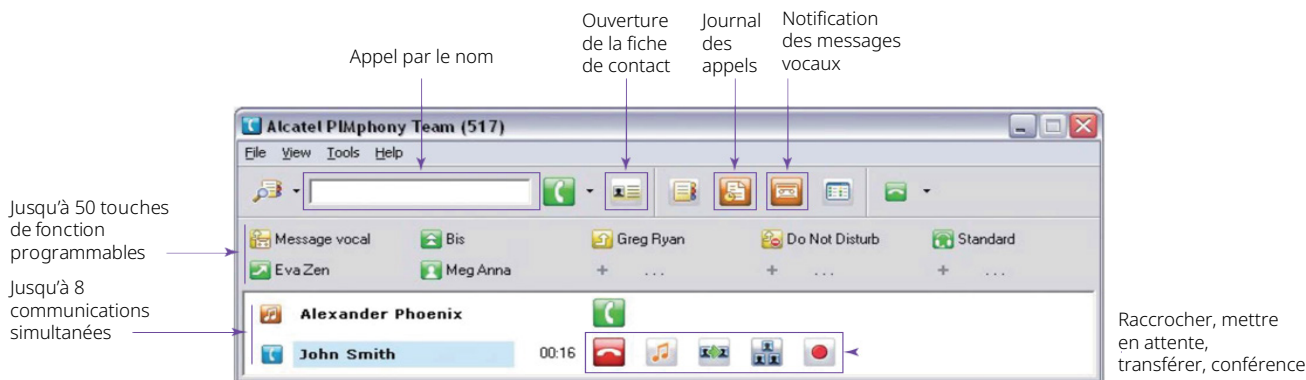 Appel par le nom
Ouverture
de la fiche
de contact
Journal
des
appels
Notification
des messages
vocaux
Alcatel PIMphony Team (517)
File View Tools Help
Jusqu'à 50 touches
de fonction
programmables
Message vocal Bis Greg Ryan Do Not Disturb Standard
Eva Zen Meg Anna + ... + ... + ...
Jusqu'à 8
communications
simultanées
Alexander Phoenix
John Smith 00:16
Raccrocher, mettre
en attente,
transférer, conférence